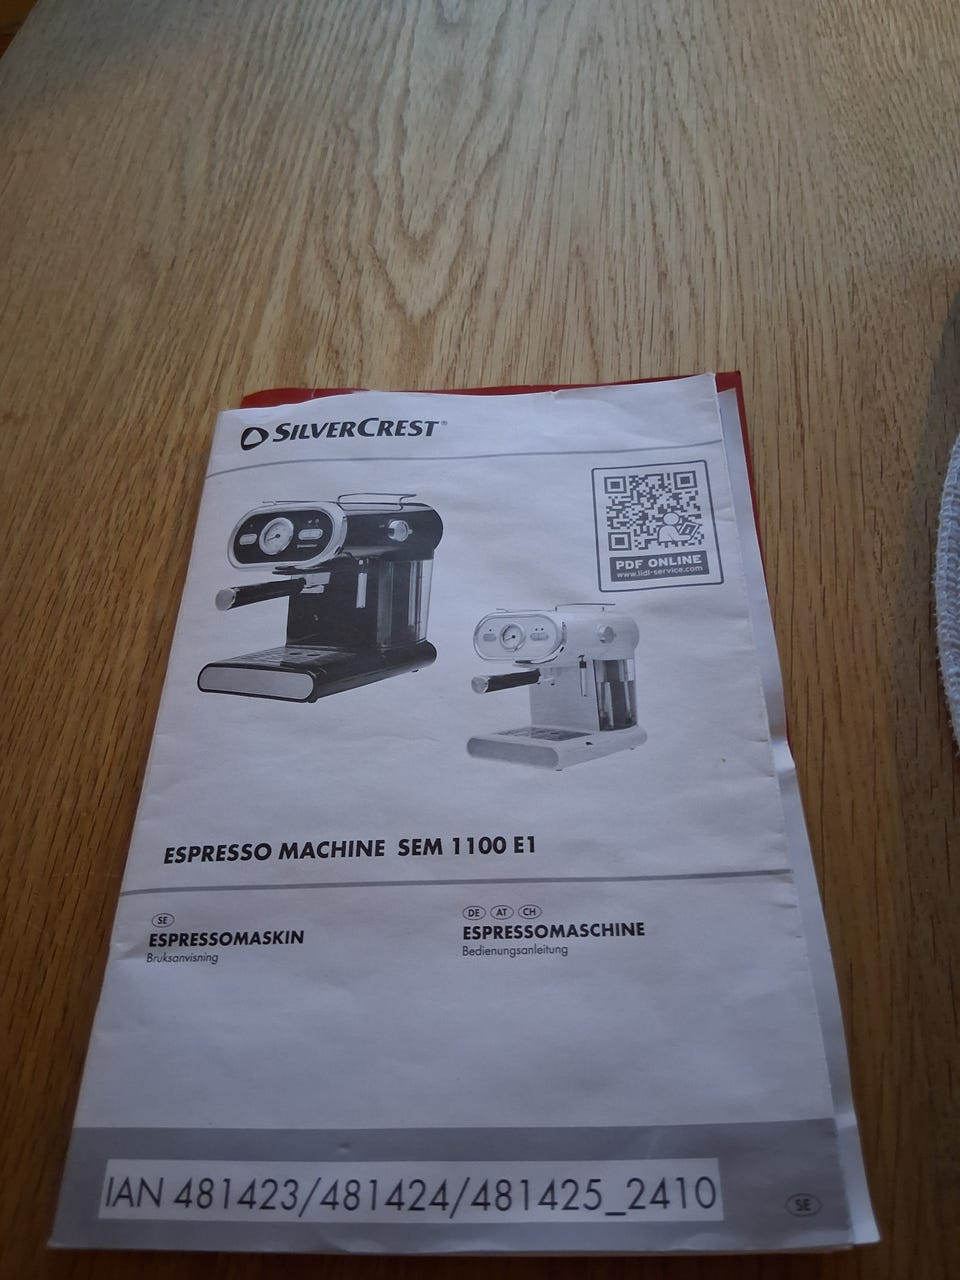 SILVERCREST®
PDF ONLINE
www.lidl-service.com
ESPRESSO MACHINE SEM 1100 E1
SE
ESPRESSOMASKIN
Bruksanvisning
DE AT CH
ESPRESSOMASCHINE
Bedienungsanleitung
IAN 481423/481424/481425_2410
SE